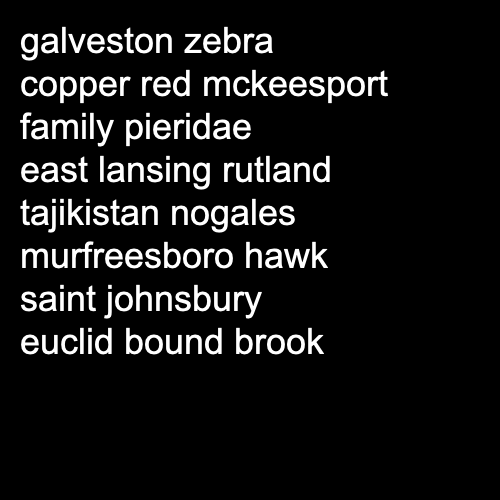 galveston zebra
copper red mckeesport
family pieridae
east lansing rutland
tajikistan nogales
murfreesboro hawk
saint johnsbury
euclid bound brook